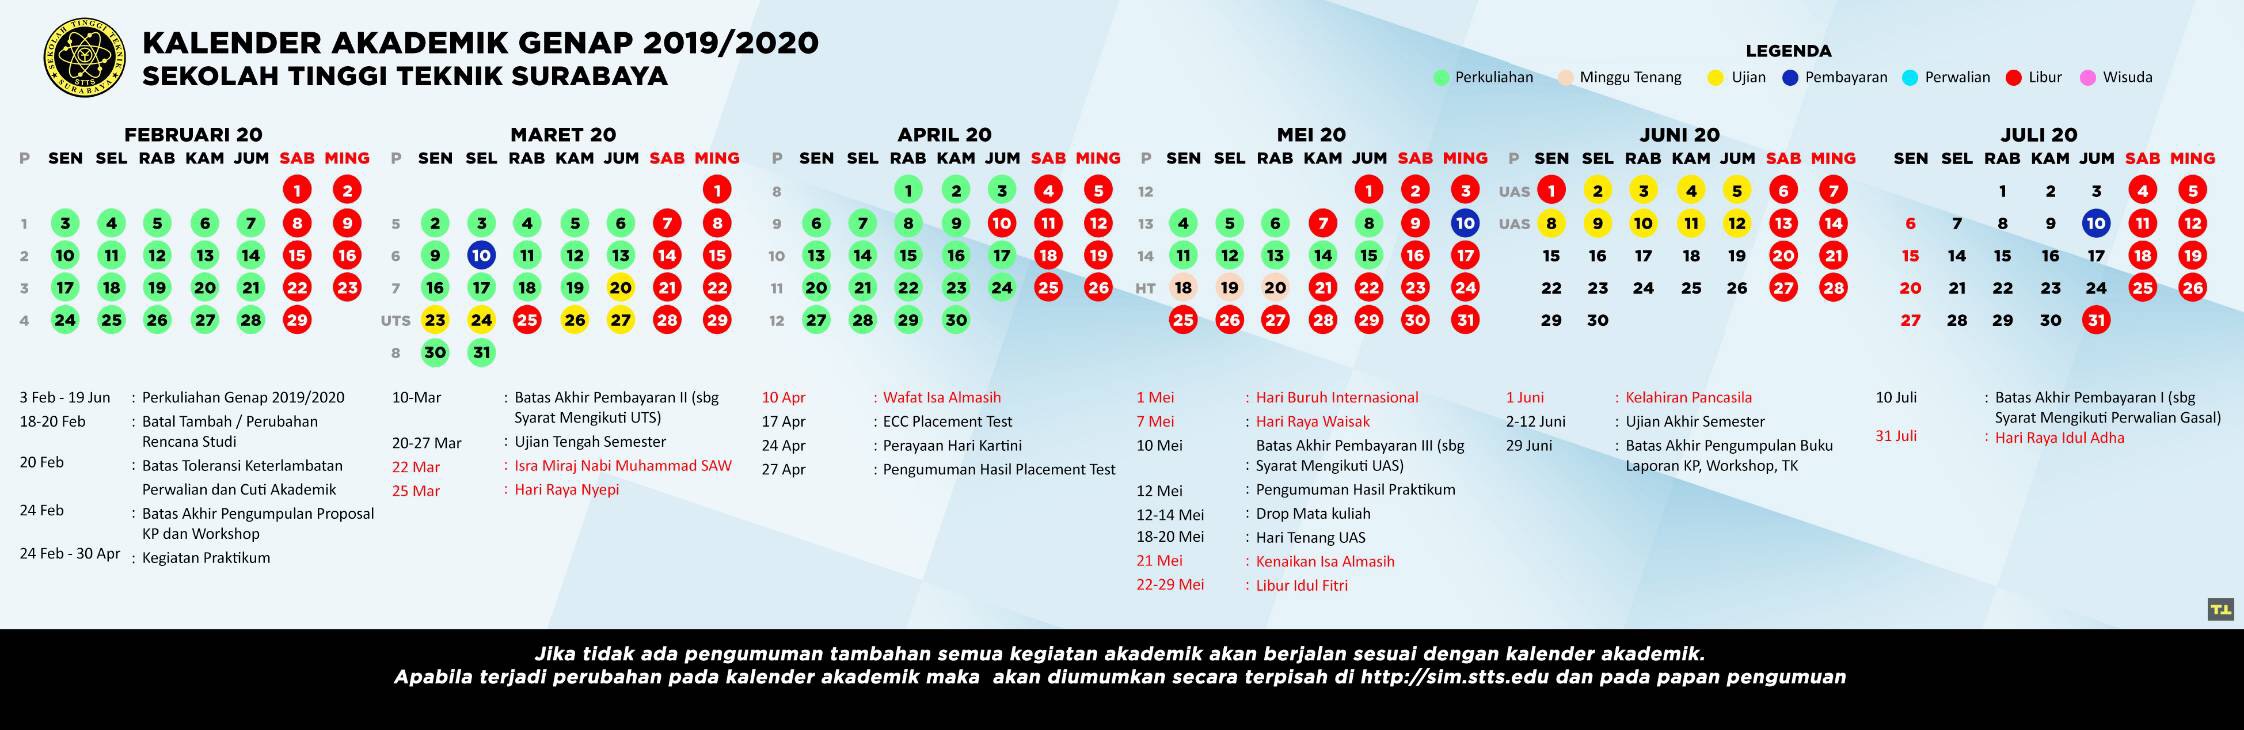 SEKOLAH TINGGI TEKNIK
STTS
SURABAYA
KALENDER AKADEMIK GENAP 2019/2020
SEKOLAH TINGGI TEKNIK SURABAYA
LEGENDA
Perkuliahan Minggu Tenang Ujian Pembayaran Perwalian Libur Wisuda
FEBRUARI 20
P SEN SEL RAB KAM JUM SAB MING
1 2
1 3 4 5 6 7 8 9
2 10 11 12 13 14 15 16
3 17 18 19 20 21 22 23
4 24 25 26 27 28 29
3 Feb - 19 Jun : Perkuliahan Genap 2019/2020
18-20 Feb : Batal Tambah / Perubahan
Rencana Studi
20 Feb : Batas Toleransi Keterlambatan
Perwalian dan Cuti Akademik
24 Feb : Batas Akhir Pengumpulan Proposal
KP dan Workshop
24 Feb - 30 Apr : Kegiatan Praktikum
MARET 20
P SEN SEL RAB KAM JUM SAB MING
1
5 2 3 4 5 6 7 8
6 9 10 11 12 13 14 15
7 16 17 18 19 20 21 22
UTS 23 24 25 26 27 28 29
8 30 31
10-Mar : Batas Akhir Pembayaran II (sbg
Syarat Mengikuti UTS)
20-27 Mar : Ujian Tengah Semester
22 Mar : Isra Miraj Nabi Muhammad SAW
25 Mar : Hari Raya Nyepi
APRIL 20
P SEN SEL RAB KAM JUM SAB MING
8 1 2 3 4 5
9 6 7 8 9 10 11 12
10 13 14 15 16 17 18 19
11 20 21 22 23 24 25 26
12 27 28 29 30
10 Apr : Wafat Isa Almasih
17 Apr : ECC Placement Test
24 Apr : Perayaan Hari Kartini
27 Apr : Pengumuman Hasil Placement Test
MEI 20
P SEN SEL RAB KAM JUM SAB MING
12 1 2 3
13 4 5 6 7 8 9 10
14 11 12 13 14 15 16 17
HT 18 19 20 21 22 23 24
25 26 27 28 29 30 31
1 Mei : Hari Buruh Internasional
7 Mei : Hari Raya Waisak
10 Mei Batas Akhir Pembayaran III (sbg
: Syarat Mengikuti UAS)
12 Mei : Pengumuman Hasil Praktikum
12-14 Mei : Drop Mata kuliah
18-20 Mei : Hari Tenang UAS
21 Mei : Kenaikan Isa Almasih
22-29 Mei : Libur Idul Fitri
JUNI 20
P SEN SEL RAB KAM JUM SAB MING
UAS 1 2 3 4 5 6 7
UAS 8 9 10 11 12 13 14
15 16 17 18 19 20 21
22 23 24 25 26 27 28
29 30
1 Juni : Kelahiran Pancasila
2-12 Juni : Ujian Akhir Semester
29 Juni : Batas Akhir Pengumpulan Buku
Laporan KP, Workshop, TK
JULI 20
SEN SEL RAB KAM JUM SAB MING
1 2 3 4 5
6 7 8 9 10 11 12
15 14 15 16 17 18 19
20 21 22 23 24 25 26
27 28 29 30 31
10 Juli : Batas Akhir Pembayaran I (sbg
Syarat Mengikuti Perwalian Gasal)
31 Juli : Hari Raya Idul Adha
Jika tidak ada pengumuman tambahan semua kegiatan akademik akan berjalan sesuai dengan kalender akademik.
Apabila terjadi perubahan pada kalender akademik maka akan diumumkan secara terpisah di http://sim.stts.edu dan pada papan pengumuan